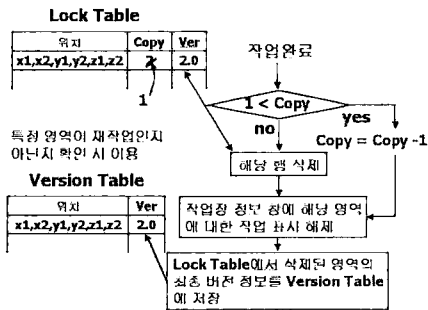 Lock Table
위치 Copy Ver
x1,x2,y1,y2,z1,z2 2 2.0
1
작업완료
1 < Copy
yes
no
Copy = Copy -1
특정 영역이 재작업인지
아닌지 확인 시 이용
해당 행 삭제
Version Table
위치 Ver
x1,x2,y1,y2,z1,z2 2.0
작업장 정보 창에 해당 영역
에 대한 작업 표시 해제
Lock Table에서 삭제된 영역의
최종 버전 정보를 Version Table
에 저장